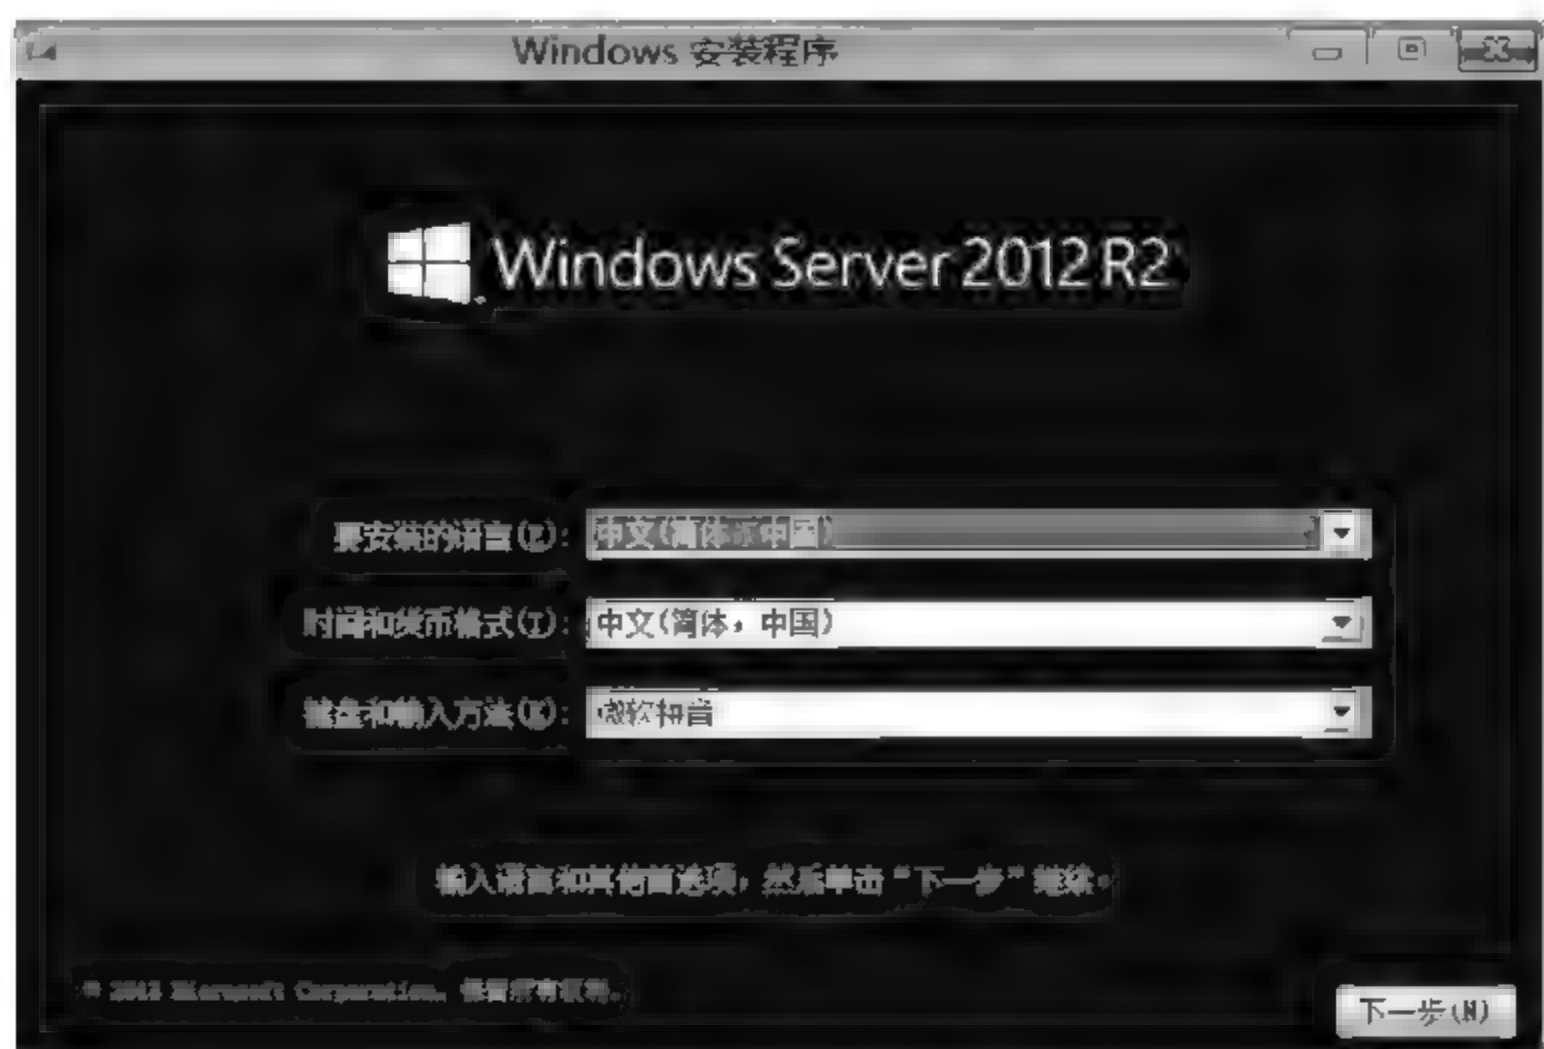 Windows 安装程序
Windows Server 2012 R2
要安装的语言(E): 中文(简体,中国)
时间和货币格式(T): 中文(简体，中国)
键盘和输入方法(K): 微软拼音
输入语言和其他首选项，然后单击“下一步”继续。
© 2013 Microsoft Corporation。 保留所有权利。
下一步(N)